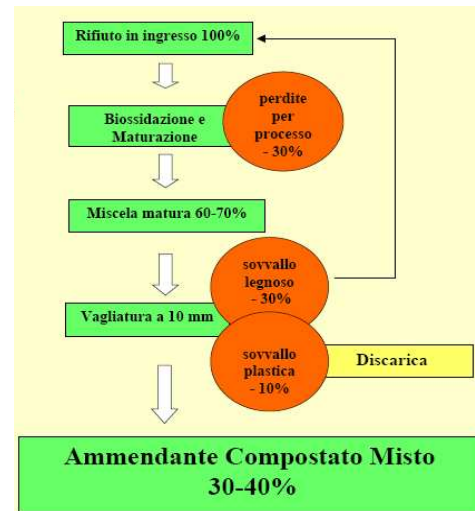 Rifiuto in ingresso 100%
perdite
per
processo
- 30%
Biossidazione e
Maturazione
Miscela matura 60-70%
sovvallo
legnoso
- 30%
Vagliatura a 10 mm
sovvallo
plastica
- 10%
Discarica
Ammendante Compostato Misto
30-40%